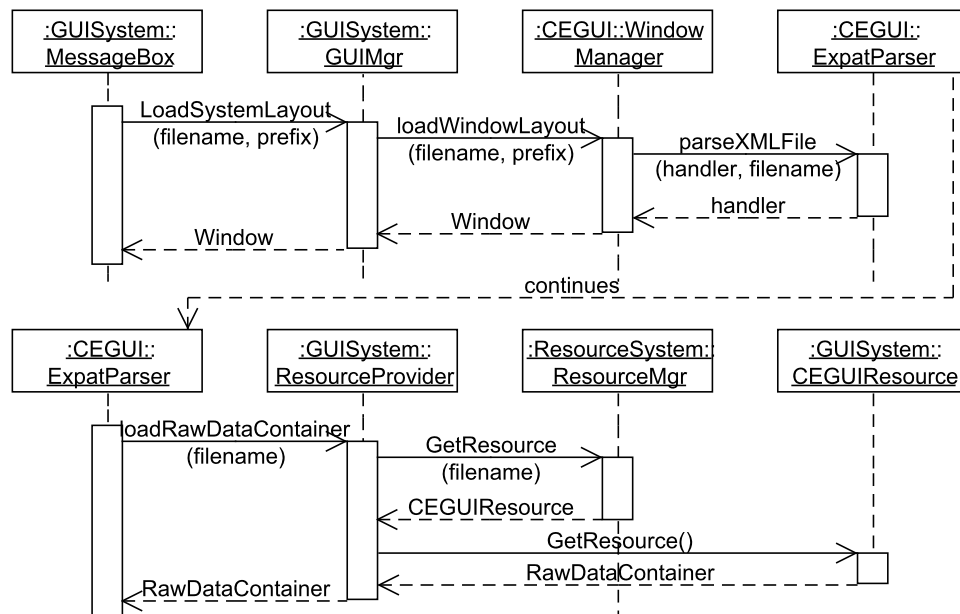 :GUISystem::
MessageBox
:GUISystem::
GUIMgr
:CEGUI::Window
Manager
:CEGUI::
ExpatParser
LoadSystemLayout
(filename, prefix)
loadWindowLayout
(filename, prefix)
parseXMLFile
(handler, filename)
handler
Window
Window
continues
:CEGUI::
ExpatParser
:GUISystem::
ResourceProvider
:ResourceSystem::
ResourceMgr
:GUISystem::
CEGUIResource
loadRawDataContainer
(filename)
GetResource
(filename)
CEGUIResource
GetResource()
RawDataContainer
RawDataContainer